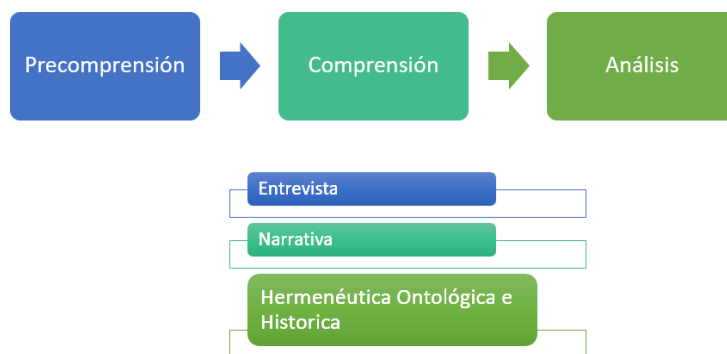 Precomprensión
Comprensión
Análisis
Entrevista
Narrativa
Hermenéutica Ontológica e
Historica